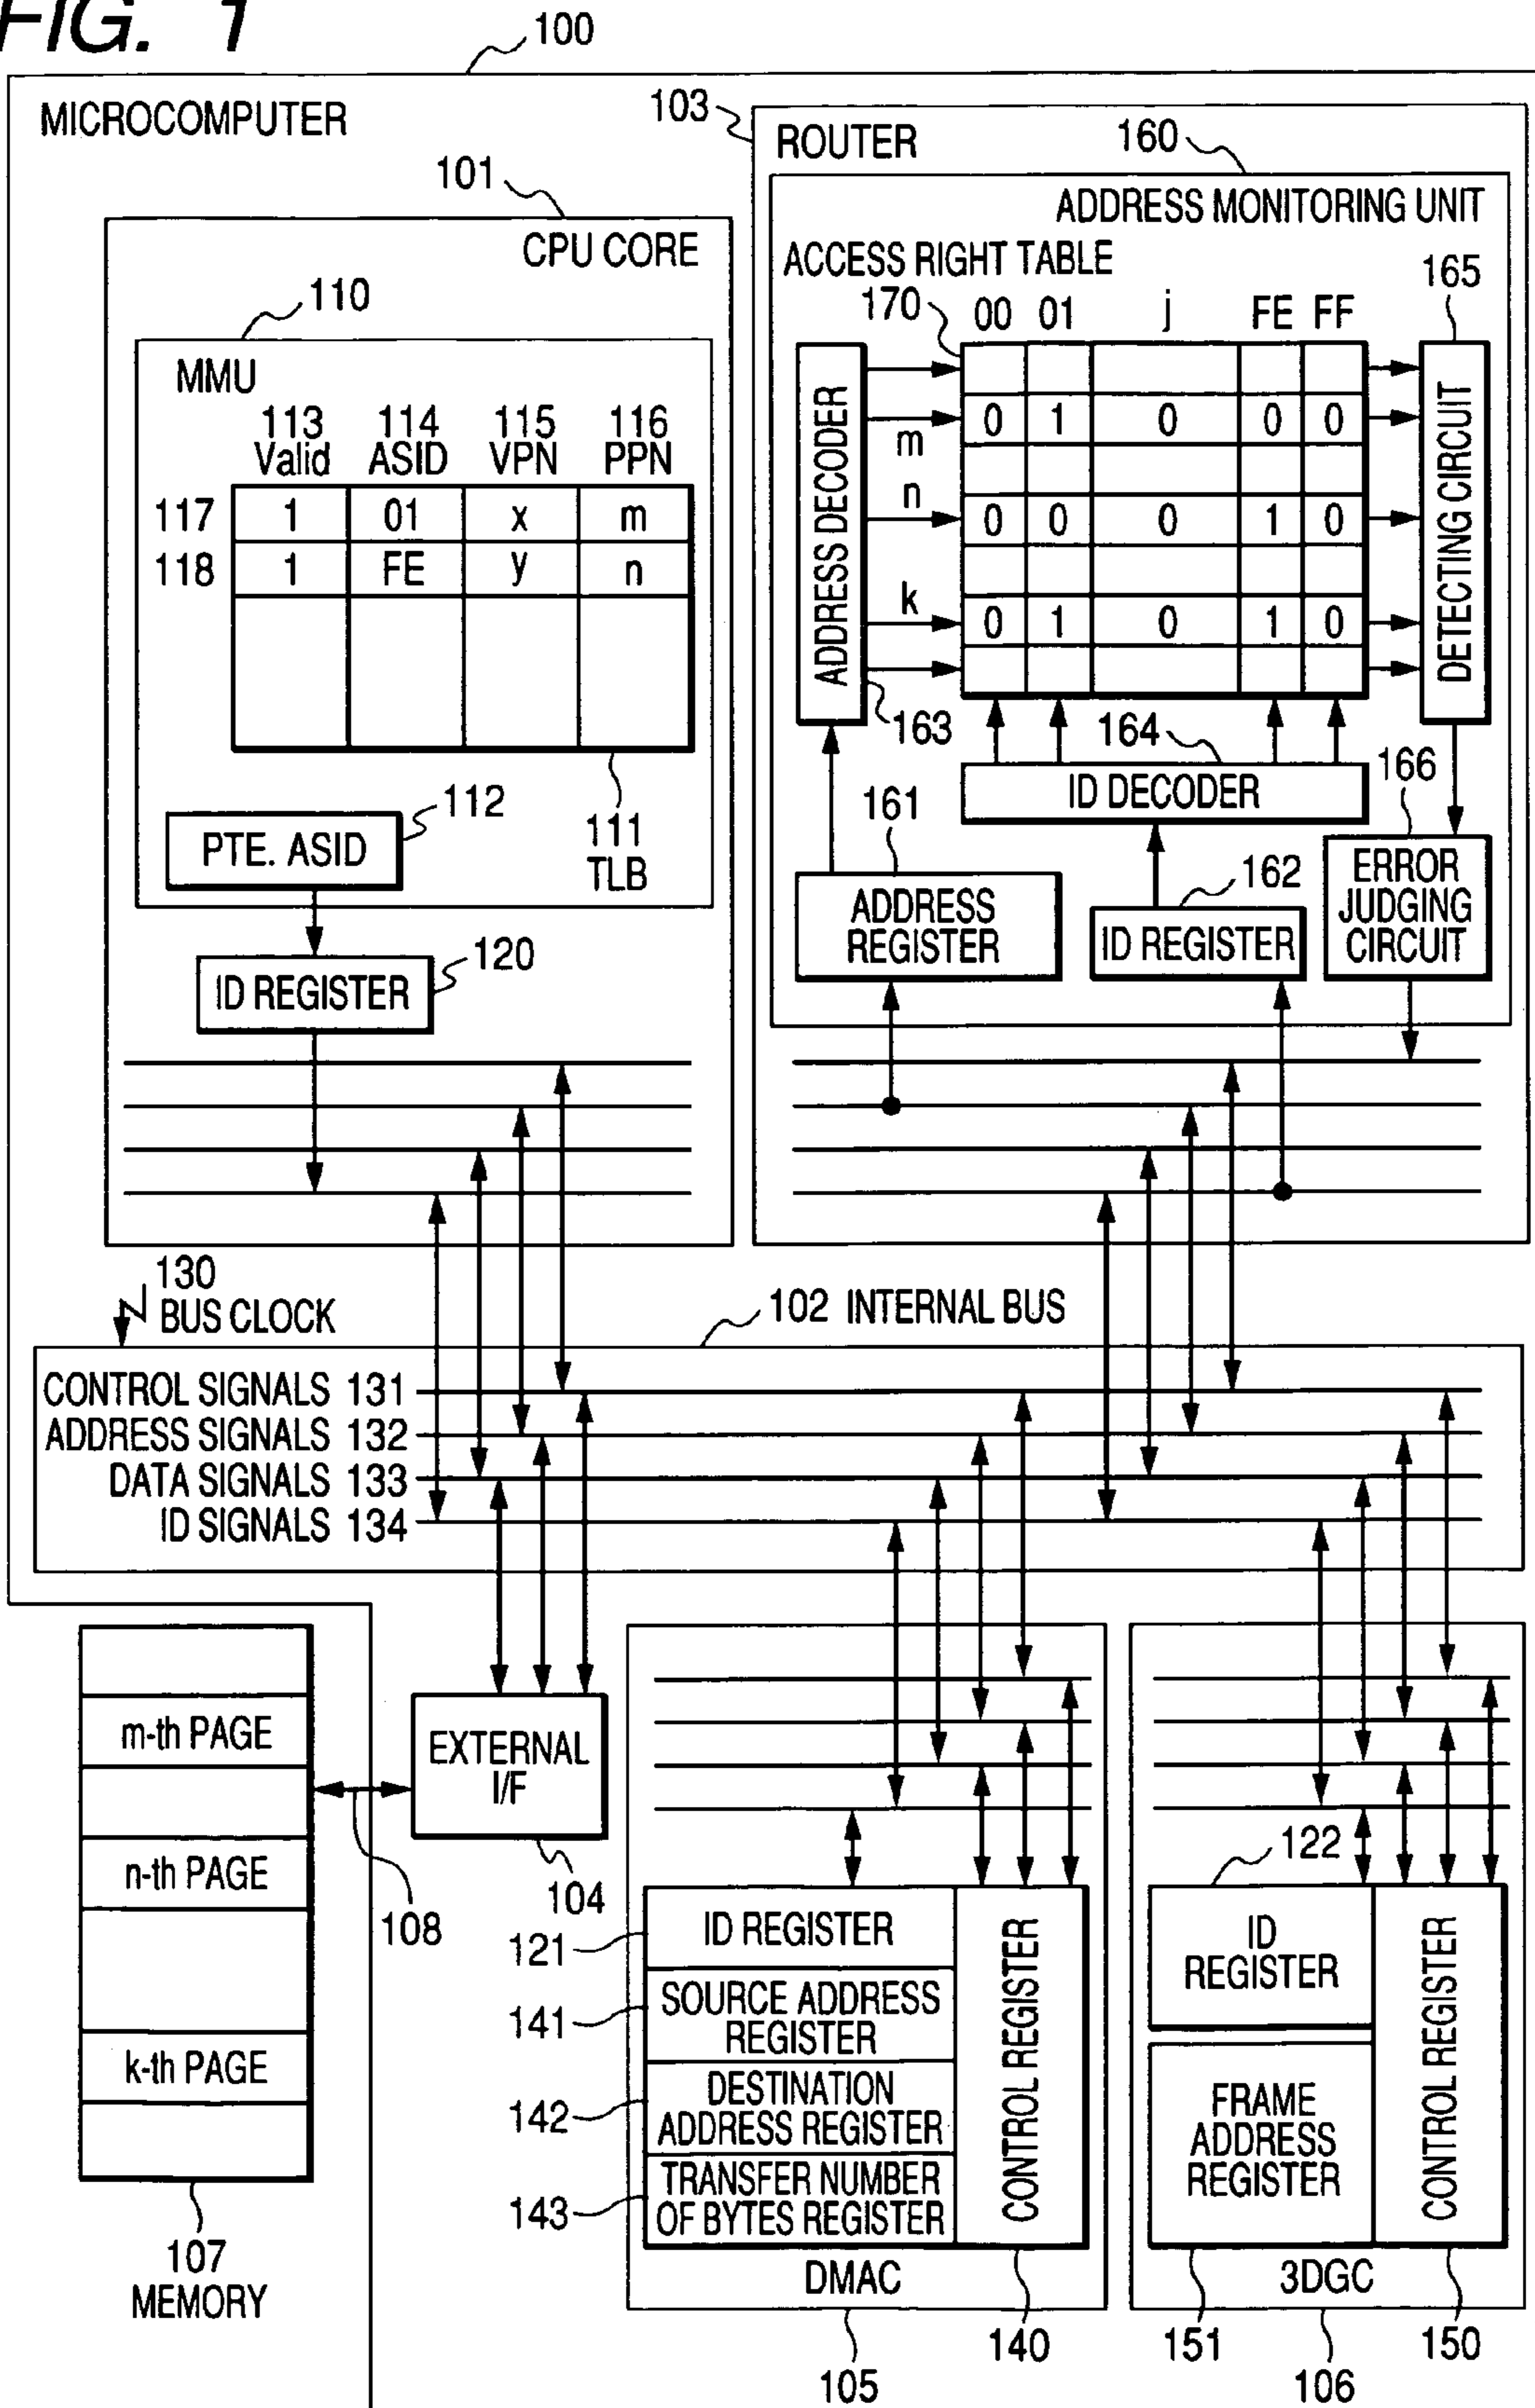 FIG. 1
100
MICROCOMPUTER
101
CPU CORE
110
MMU
113 114 115 116
Valid ASID VPN PPN
117 1 01 x m
118 1 FE y n
PTE. ASID
112
111
TLB
ID REGISTER
120
103
ROUTER
160
ADDRESS MONITORING UNIT
ACCESS RIGHT TABLE
170
00 01 j FE FF
165
ADDRESS DECODER
m
0 1 0 0 0
n
0 0 0 1 0
k
0 1 0 1 0
DETECTING CIRCUIT
163
164
ID DECODER
166
161
ADDRESS
REGISTER
162
ID REGISTER
ERROR
JUDGING
CIRCUIT
130
BUS CLOCK
102 INTERNAL BUS
CONTROL SIGNALS 131
ADDRESS SIGNALS 132
DATA SIGNALS 133
ID SIGNALS 134
m-th PAGE
n-th PAGE
k-th PAGE
107
MEMORY
108
EXTERNAL
I/F
104
121
ID REGISTER
141
SOURCE ADDRESS
REGISTER
142
DESTINATION
ADDRESS REGISTER
143
TRANSFER NUMBER
OF BYTES REGISTER
CONTROL REGISTER
DMAC
140
105
122
ID
REGISTER
FRAME
ADDRESS
REGISTER
CONTROL REGISTER
3DGC
151
150
106